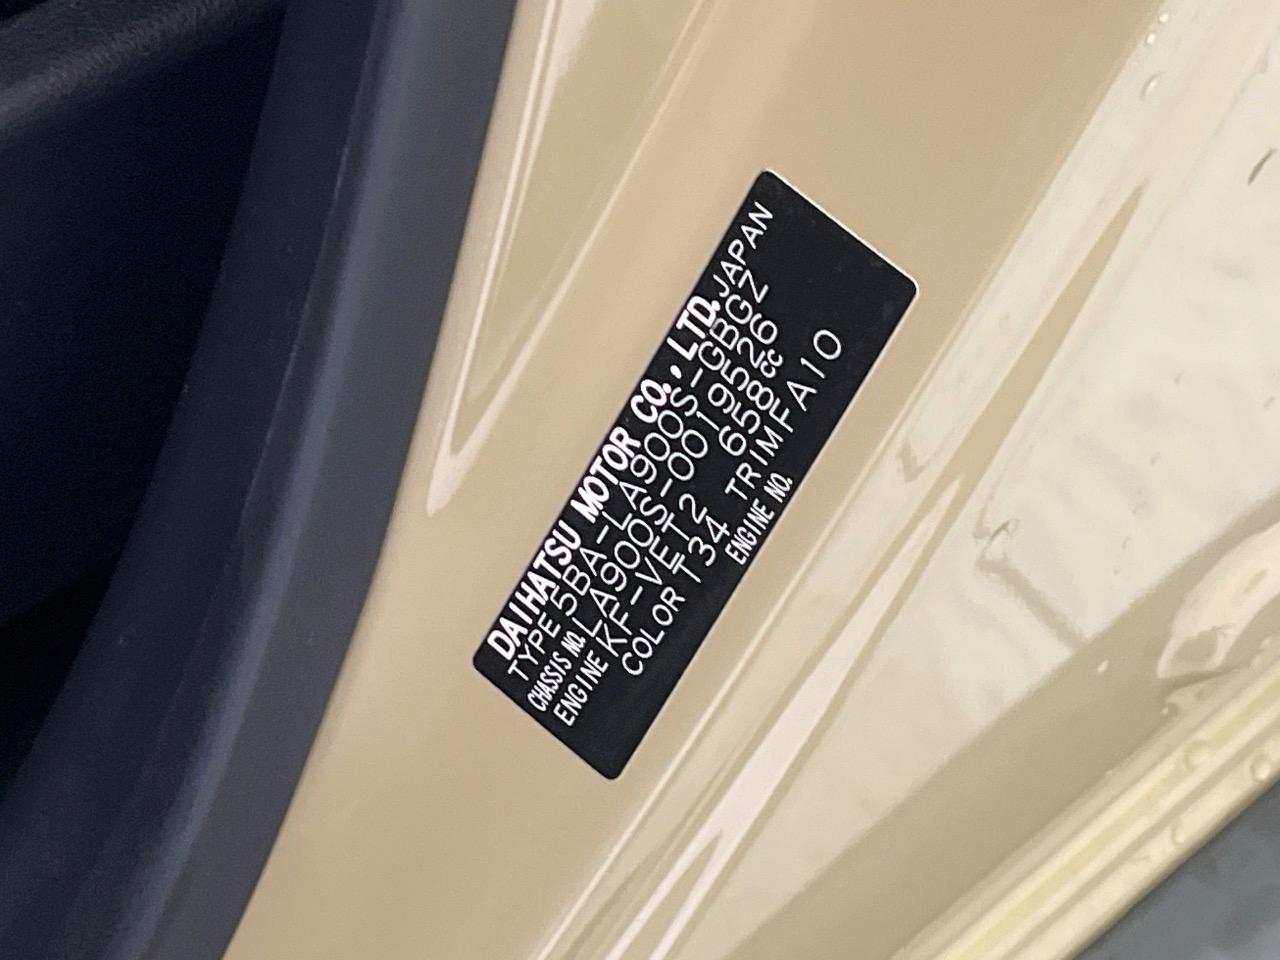 DAIHATSU MOTOR CO., LTD. JAPAN
TYPE 5BA-LA900S-GBGZ
CHASSIS NO. LA900S-0019526
ENGINE KF-VET2 658cc
COLOR T34 TRIM FA10
ENGINE NO.